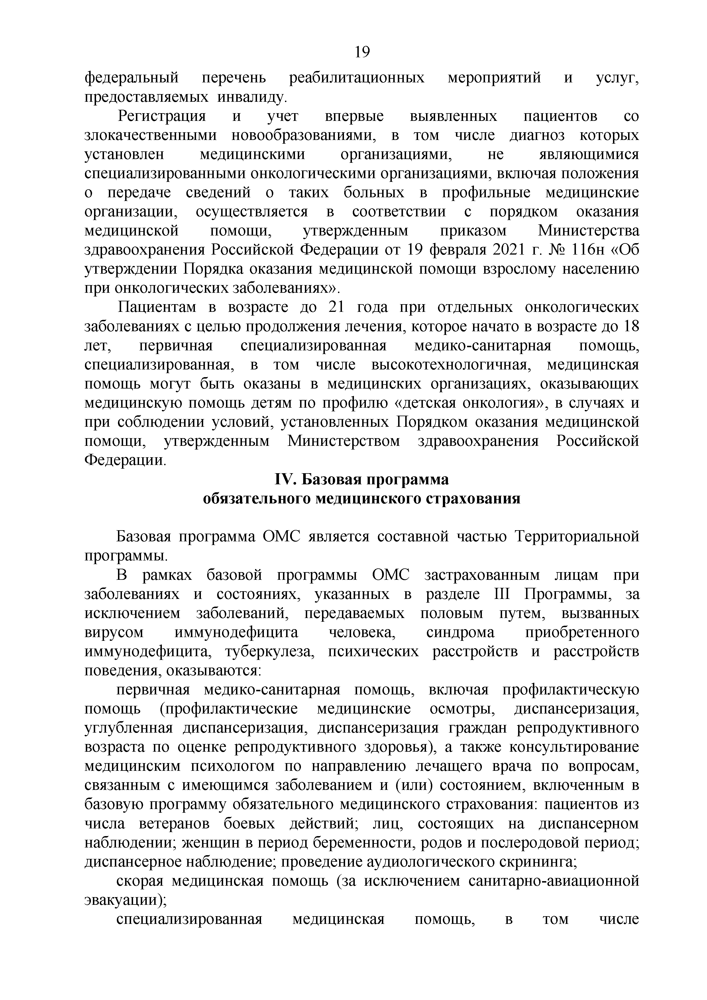 19
федеральный перечень реабилитационных мероприятий и услуг,
предоставляемых инвалиду.
Регистрация и учет впервые выявленных пациентов со
злокачественными новообразованиями, в том числе диагноз которых
установлен медицинскими организациями, не являющимися
специализированными онкологическими организациями, включая положения
о передаче сведений о таких больных в профильные медицинские
организации, осуществляется в соответствии с порядком оказания
медицинской помощи, утвержденным приказом Министерства
здравоохранения Российской Федерации от 19 февраля 2021 г. № 116н «Об
утверждении Порядка оказания медицинской помощи взрослому населению
при онкологических заболеваниях».
Пациентам в возрасте до 21 года при отдельных онкологических
заболеваниях с целью продолжения лечения, которое начато в возрасте до 18
лет, первичная специализированная медико-санитарная помощь,
специализированная, в том числе высокотехнологичная, медицинская
помощь могут быть оказаны в медицинских организациях, оказывающих
медицинскую помощь детям по профилю «детская онкология», в случаях и
при соблюдении условий, установленных Порядком оказания медицинской
помощи, утвержденным Министерством здравоохранения Российской
Федерации.
IV. Базовая программа
обязательного медицинского страхования
Базовая программа ОМС является составной частью Территориальной
программы.
В рамках базовой программы ОМС застрахованным лицам при
заболеваниях и состояниях, указанных в разделе III Программы, за
исключением заболеваний, передаваемых половым путем, вызванных
вирусом иммунодефицита человека, синдрома приобретенного
иммунодефицита, туберкулеза, психических расстройств и расстройств
поведения, оказываются:
первичная медико-санитарная помощь, включая профилактическую
помощь (профилактические медицинские осмотры, диспансеризация,
углубленная диспансеризация, диспансеризация граждан репродуктивного
возраста по оценке репродуктивного здоровья), а также консультирование
медицинским психологом по направлению лечащего врача по вопросам,
связанным с имеющимся заболеванием и (или) состоянием, включенным в
базовую программу обязательного медицинского страхования: пациентов из
числа ветеранов боевых действий; лиц, состоящих на диспансерном
наблюдении; женщин в период беременности, родов и послеродовой период;
диспансерное наблюдение; проведение аудиологического скрининга;
скорая медицинская помощь (за исключением санитарно-авиационной
эвакуации);
специализированная медицинская помощь, в том числе